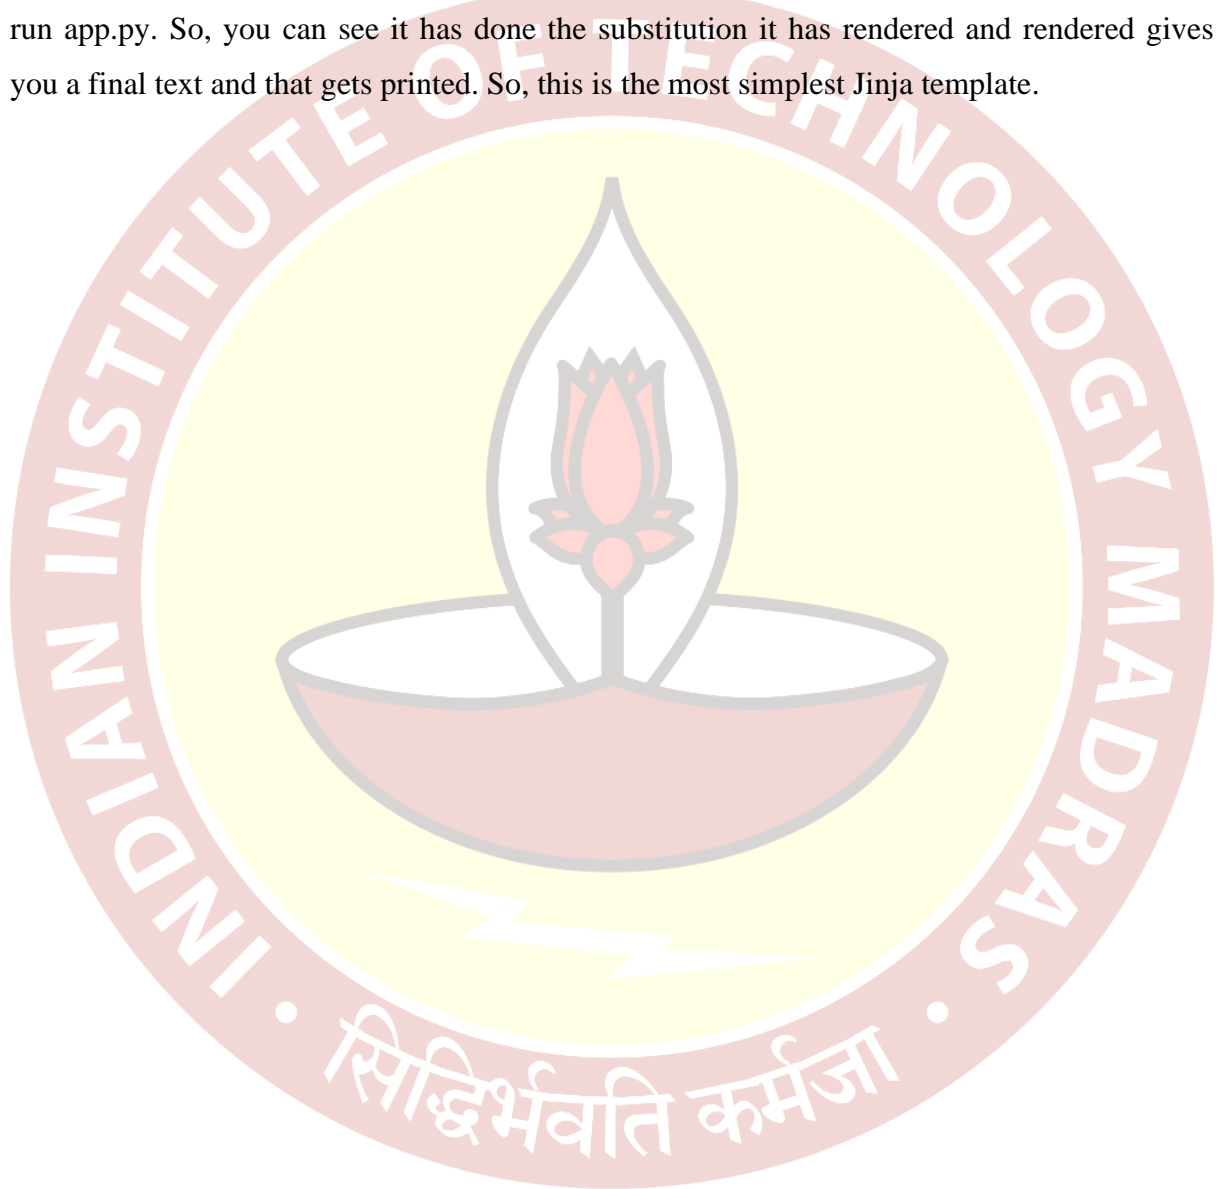 run app.py. So, you can see it has done the substitution it has rendered and rendered gives
you a final text and that gets printed. So, this is the most simplest Jinja template.
INDIAN INSTITUTE OF TECHNOLOGY MADRAS
सिद्धिर्भवति कर्मजा